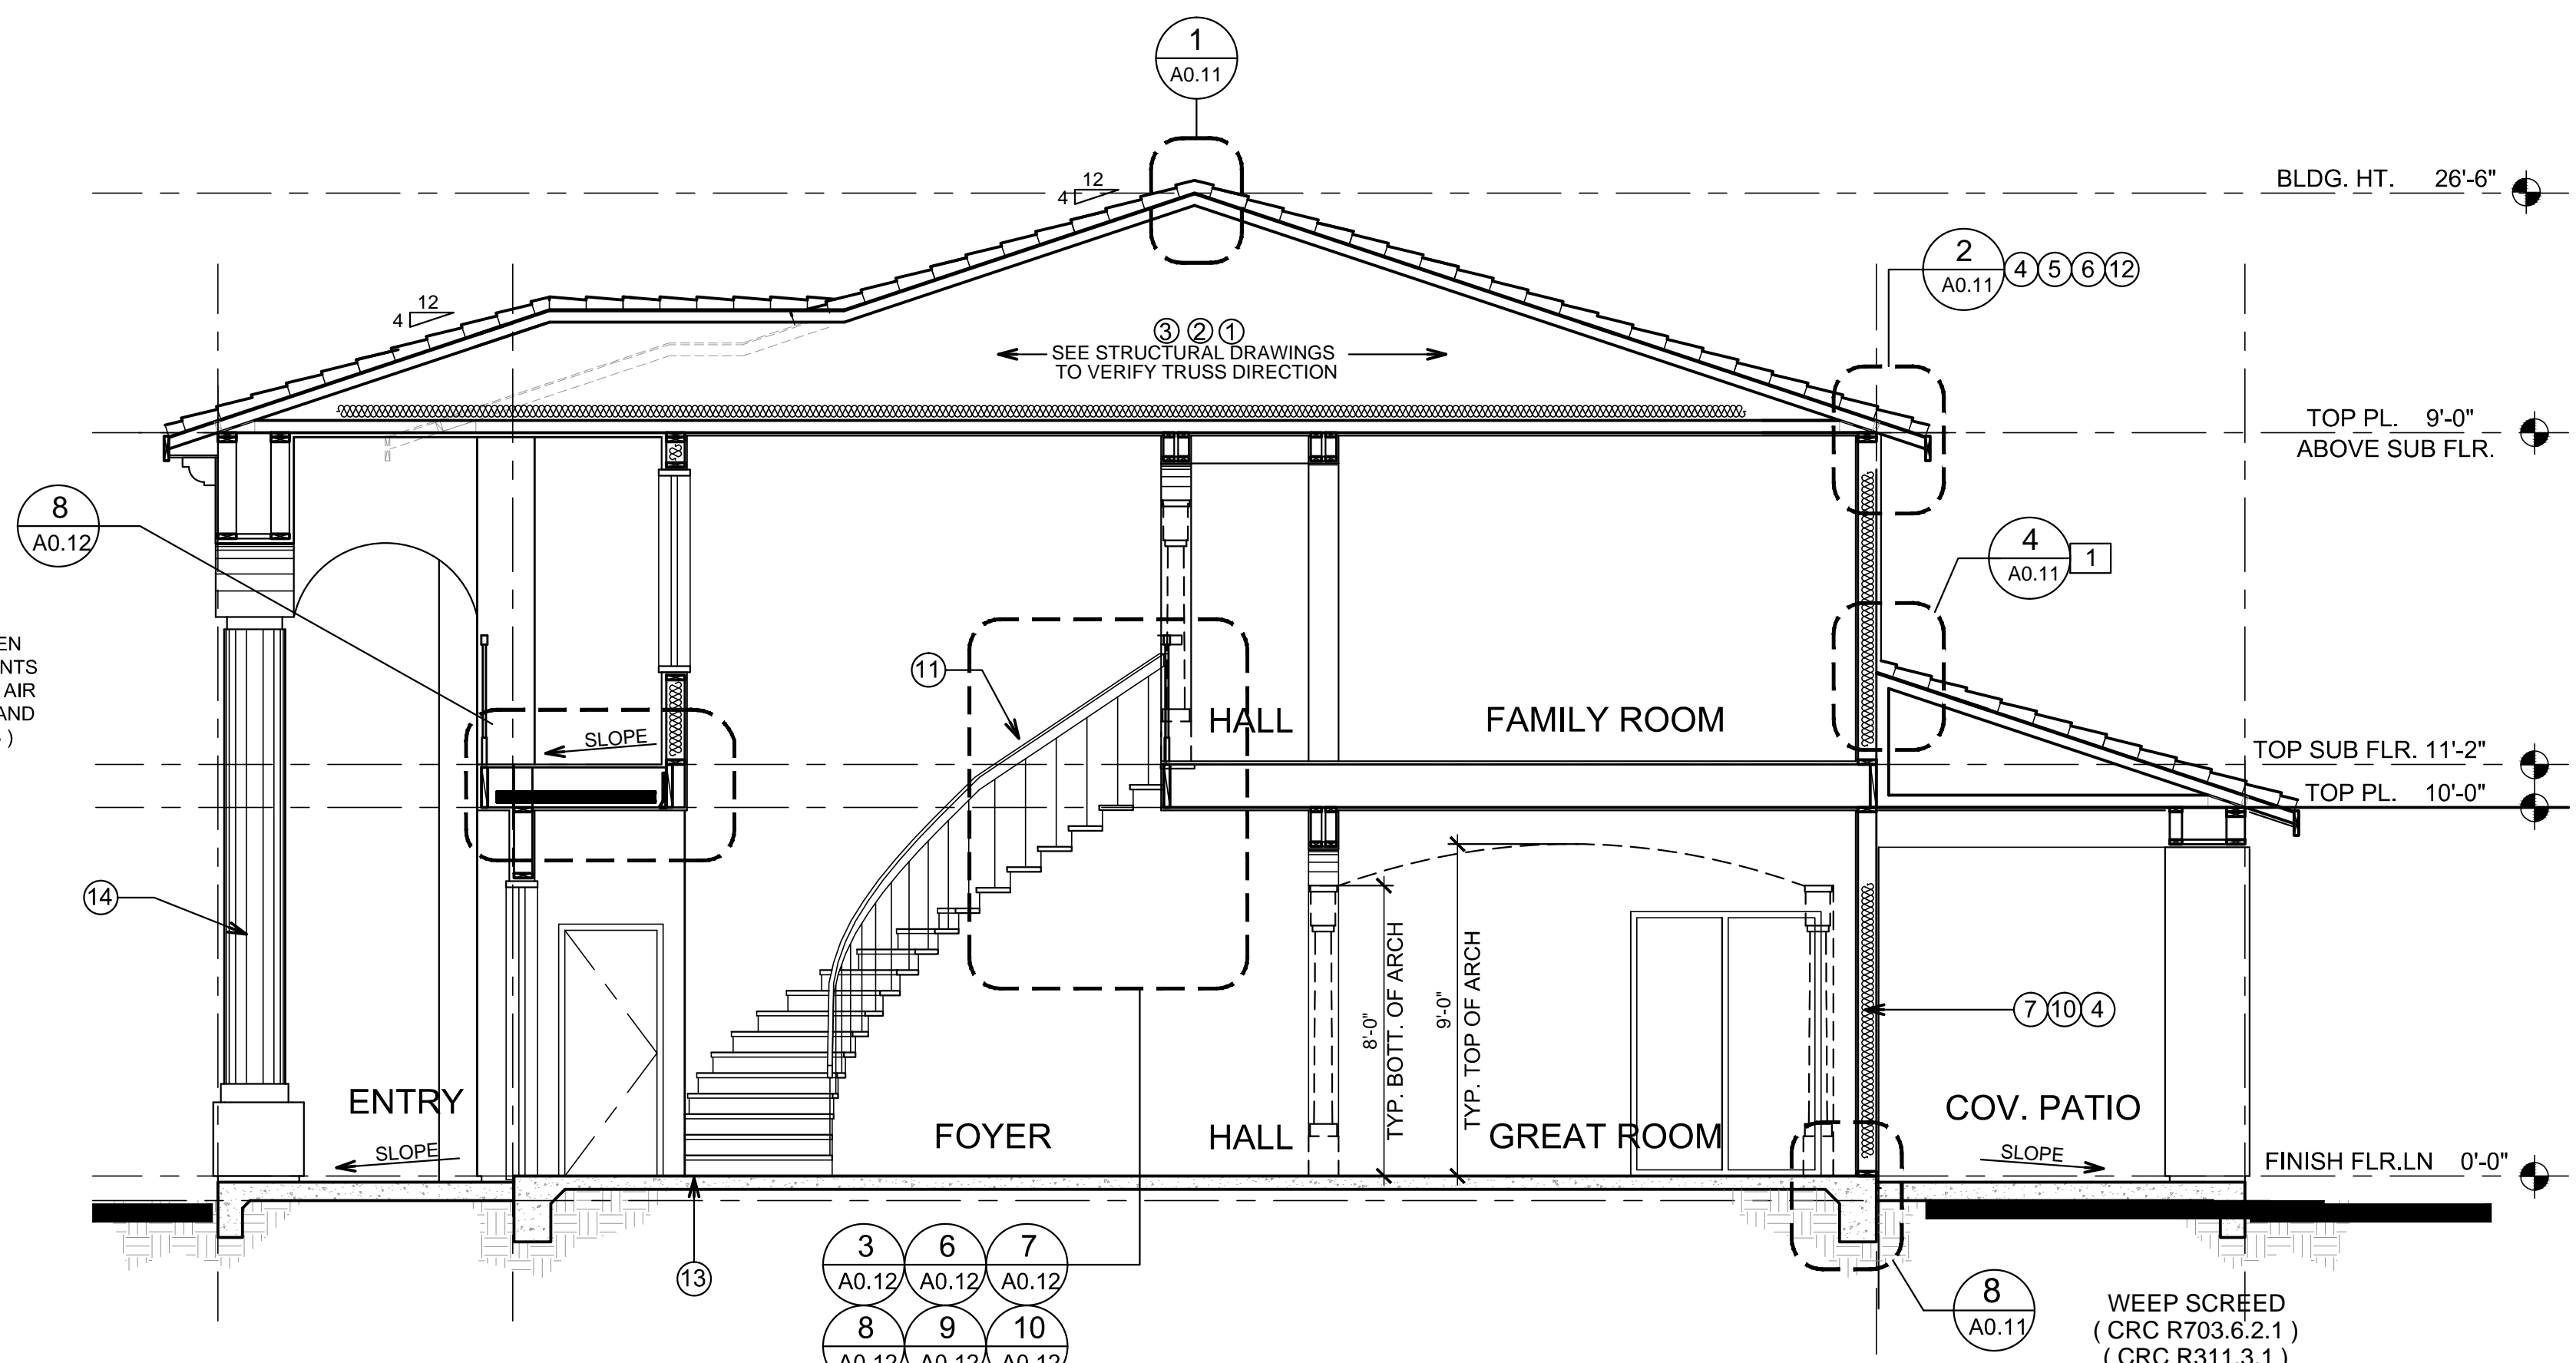 1
A0.11
12
4
BLDG. HT. 26'-6"
2
A0.11
4 5 6 12
12
4
3 2 1
SEE STRUCTURAL DRAWINGS
TO VERIFY TRUSS DIRECTION
TOP PL. 9'-0"
ABOVE SUB FLR.
8
A0.12
4
A0.11
1
EN
NTS
AIR
AND
)
11
HALL
FAMILY ROOM
SLOPE
TOP SUB FLR. 11'-2"
TOP PL. 10'-0"
14
8'-0"
TYP. BOTT. OF ARCH
9'-0"
TYP. TOP OF ARCH
7 10 4
ENTRY
FOYER
HALL
GREAT ROOM
COV. PATIO
SLOPE
SLOPE
FINISH FLR.LN 0'-0"
13
3
A0.12
6
A0.12
7
A0.12
8
A0.12
9
A0.12
10
A0.12
8
A0.11
WEEP SCREED
( CRC R703.6.2.1 )
( CRC R311.3.1 )